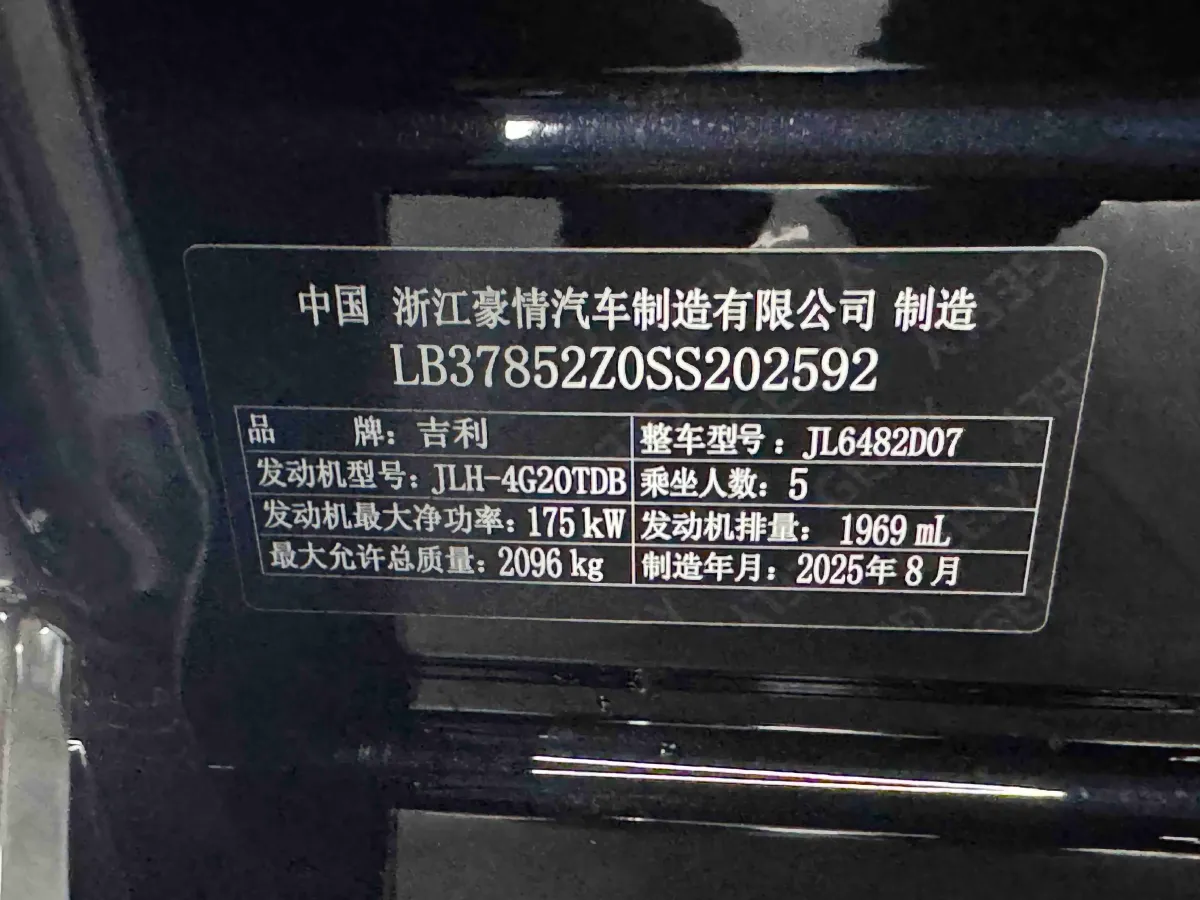 中国 浙江豪情汽车制造有限公司 制造
LB37852Z0SS202592
品 牌：吉利 整车型号：JL6482D07
发动机型号：JLH-4G20TDB 乘坐人数：5
发动机最大净功率：175 kW 发动机排量： 1969 mL
最大允许总质量：2096 kg 制造年月：2025年8月